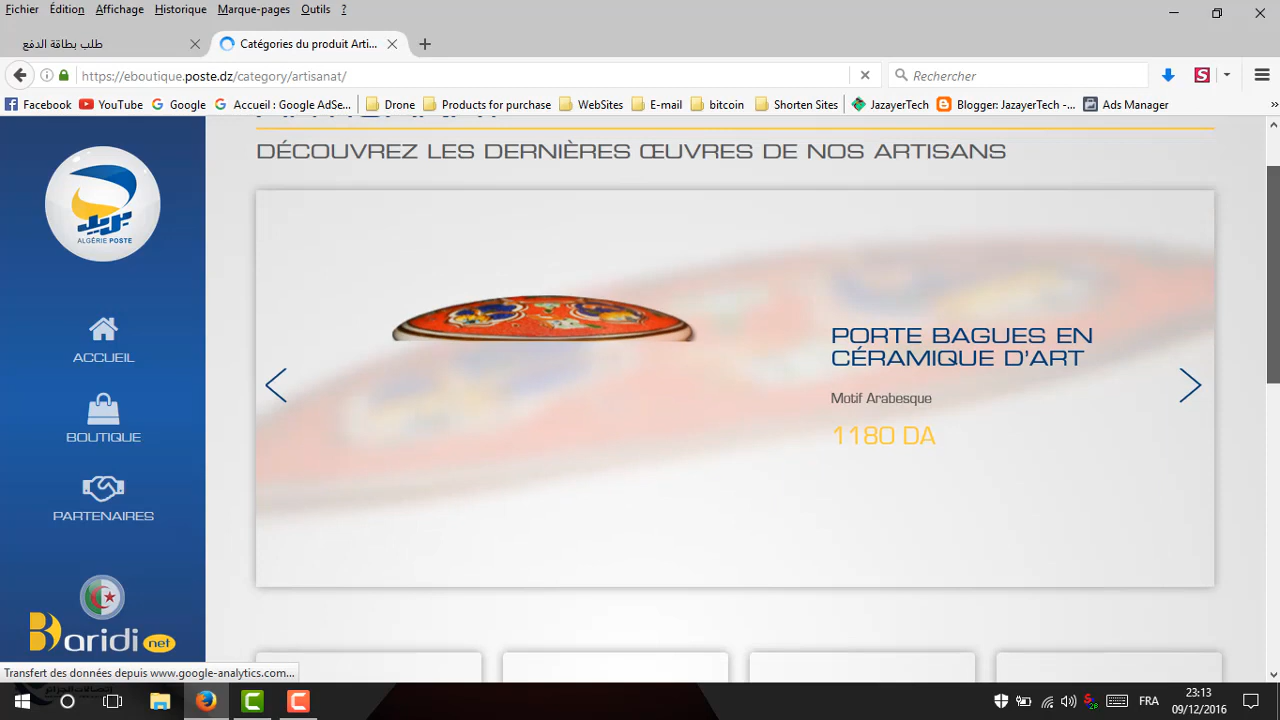 Fichier Édition Affichage Historique Marque-pages Outils ?
طلب بطاقة الدفع
Catégories du produit Arti...
https://eboutique.poste.dz/category/artisanat/
Rechercher
Facebook YouTube Google Accueil : Google AdSe... Drone Products for purchase WebSites E-mail bitcoin Shorten Sites JazayerTech Blogger: JazayerTech -... Ads Manager
DÉCOUVREZ LES DERNIÈRES ŒUVRES DE NOS ARTISANS
ALGÉRIE POSTE
ACCUEIL
BOUTIQUE
PARTENAIRES
Baridi net
PORTE BAGUES EN
CÉRAMIQUE D'ART
Motif Arabesque
1180 DA
Transfert des données depuis www.google-analytics.com...
FRA
23:13
09/12/2016